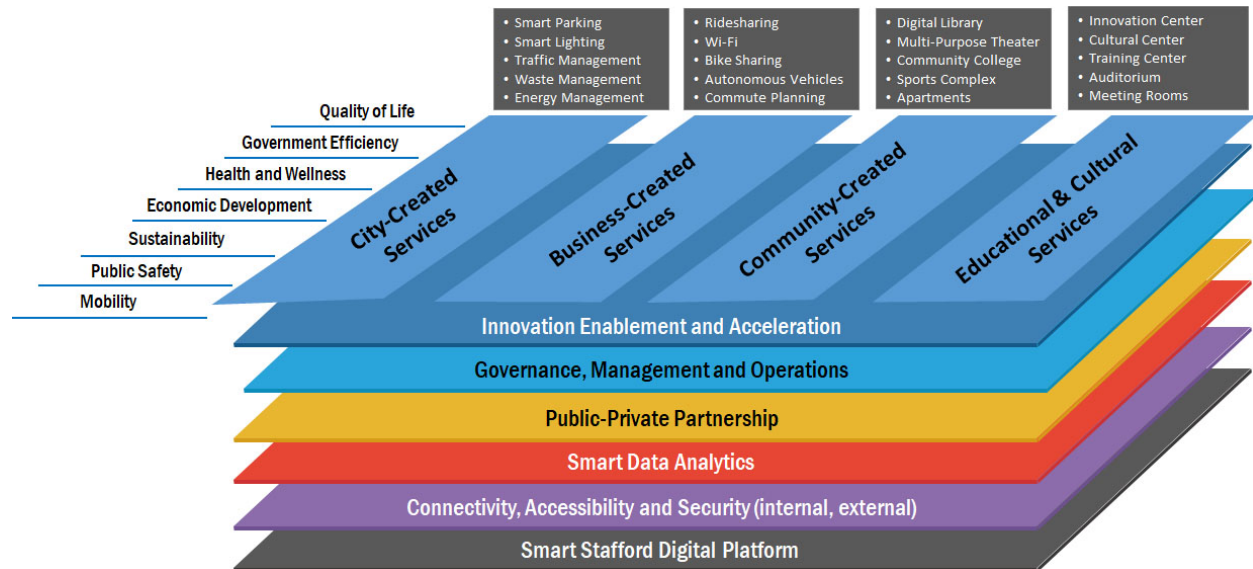 • Smart Parking
• Smart Lighting
• Traffic Management
• Waste Management
• Energy Management
• Ridesharing
• Wi-Fi
• Bike Sharing
• Autonomous Vehicles
• Commute Planning
• Digital Library
• Multi-Purpose Theater
• Community College
• Sports Complex
• Apartments
• Innovation Center
• Cultural Center
• Training Center
• Auditorium
• Meeting Rooms
Quality of Life
Government Efficiency
Health and Wellness
Economic Development
Sustainability
Public Safety
Mobility
City-Created
Services
Business-Created
Services
Community-Created
Services
Educational & Cultural
Services
Innovation Enablement and Acceleration
Governance, Management and Operations
Public-Private Partnership
Smart Data Analytics
Connectivity, Accessibility and Security (internal, external)
Smart Stafford Digital Platform